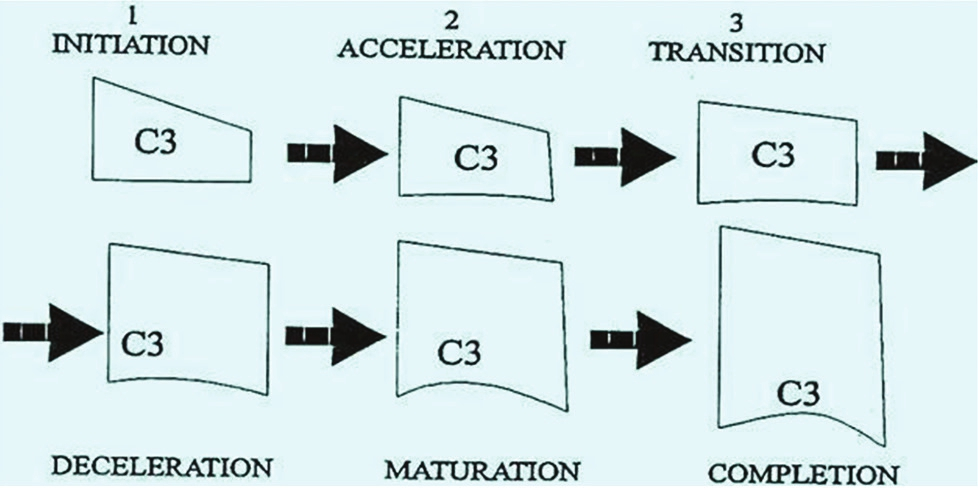 1
INITIATION
2
ACCELERATION
3
TRANSITION
C3
C3
C3
C3
C3
C3
DECELERATION
MATURATION
COMPLETION